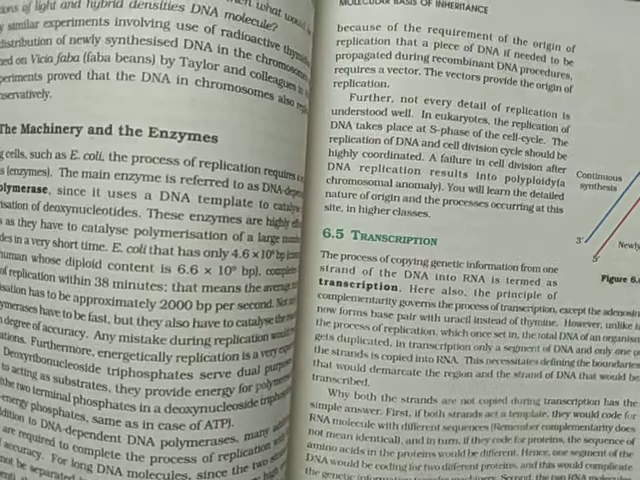 ions of light and hybrid densities DNA molecule?
similar experiments involving use of radioactive
distribution of newly synthesised DNA in the chromosomes
on Vicia faba (faba beans) by Taylor and colleagues
periments proved that the DNA in chromosomes also
servatively.
The Machinery and the Enzymes
cells, such as E. coli, the process of replication requires
(enzymes). The main enzyme is referred to as
polymerase, since it uses a DNA template to
isation of deoxynucleotides. These enzymes are highly
as they have to catalyse polymerisation of a large
des in a very short time. E. coli that has only 4.6 ×10⁶ bp
human whose diploid content is 6.6 × 10⁹ bp),
of replication within 38 minutes; that means the average
isation has to be approximately 2000 bp per second.
ymerases have to be fast, but they also have to catalyse the
degree of accuracy. Any mistake during replication
ations. Furthermore, energetically replication is a very
Deoxyribonucleoside triphosphates serve dual
to acting as substrates, they provide energy for
the two terminal phosphates in a deoxynucleoside
energy phosphates, same as in case of ATP).
dition to DNA-dependent DNA polymerases, many
are required to complete the process of replication
accuracy. For long DNA molecules, since the two
not be separated
MOLECULAR BASIS OF INHERITANCE
because of the requirement of the origin of
replication that a piece of DNA if needed to be
propagated during recombinant DNA procedures,
requires a vector. The vectors provide the origin of
replication.
Further, not every detail of replication is
understood well. In eukaryotes, the replication of
DNA takes place at S-phase of the cell-cycle. The
replication of DNA and cell division cycle should be
highly coordinated. A failure in cell division after
DNA replication results into polyploidy(a
chromosomal anomaly). You will learn the detailed
nature of origin and the processes occurring at this
site, in higher classes.
Continuous
synthesis
3'
5'
Newly
Figure 6.
6.5 TRANSCRIPTION
The process of copying genetic information from one
strand of the DNA into RNA is termed as
transcription. Here also, the principle of
complementarity governs the process of transcription, except the adenosin
now forms base pair with uracil instead of thymine. However, unlike
the process of replication, which once set in, the total DNA of an organism
gets duplicated, in transcription only a segment of DNA and only one
the strands is copied into RNA. This necessitates defining the boundaries
that would demarcate the region and the strand of DNA that would be
transcribed.
Why both the strands are not copied during transcription has the
simple answer. First, if both strands act a template, they would code for
RNA molecule with different sequences (Remember complementarity does
not mean identical), and in turn, if they code for proteins, the sequence of
amino acids in the proteins would be different. Hence, one segment of the
DNA would be coding for two different proteins, and this would complicate
the genetic information transfer machinery. Second, the two RNA molecules